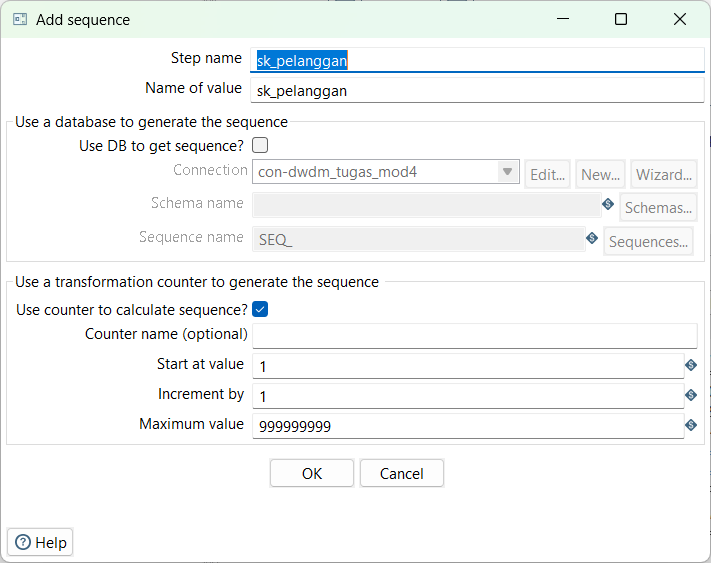 Add sequence
Step name sk_pelanggan
Name of value sk_pelanggan
Use a database to generate the sequence
Use DB to get sequence?
Connection con-dwdm_tugas_mod4 Edit... New... Wizard...
Schema name Schemas...
Sequence name SEQ_ Sequences...
Use a transformation counter to generate the sequence
Use counter to calculate sequence?
Counter name (optional)
Start at value 1
Increment by 1
Maximum value 999999999
OK Cancel
Help